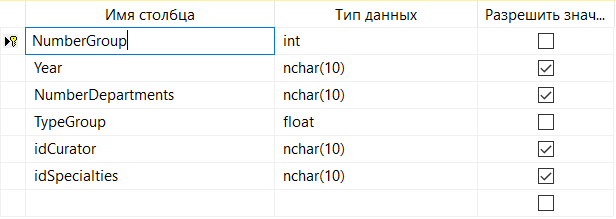 Имя столбца Тип данных Разрешить знач...
NumberGroup int
Year nchar(10)
NumberDepartments nchar(10)
TypeGroup float
idCurator nchar(10)
idSpecialties nchar(10)